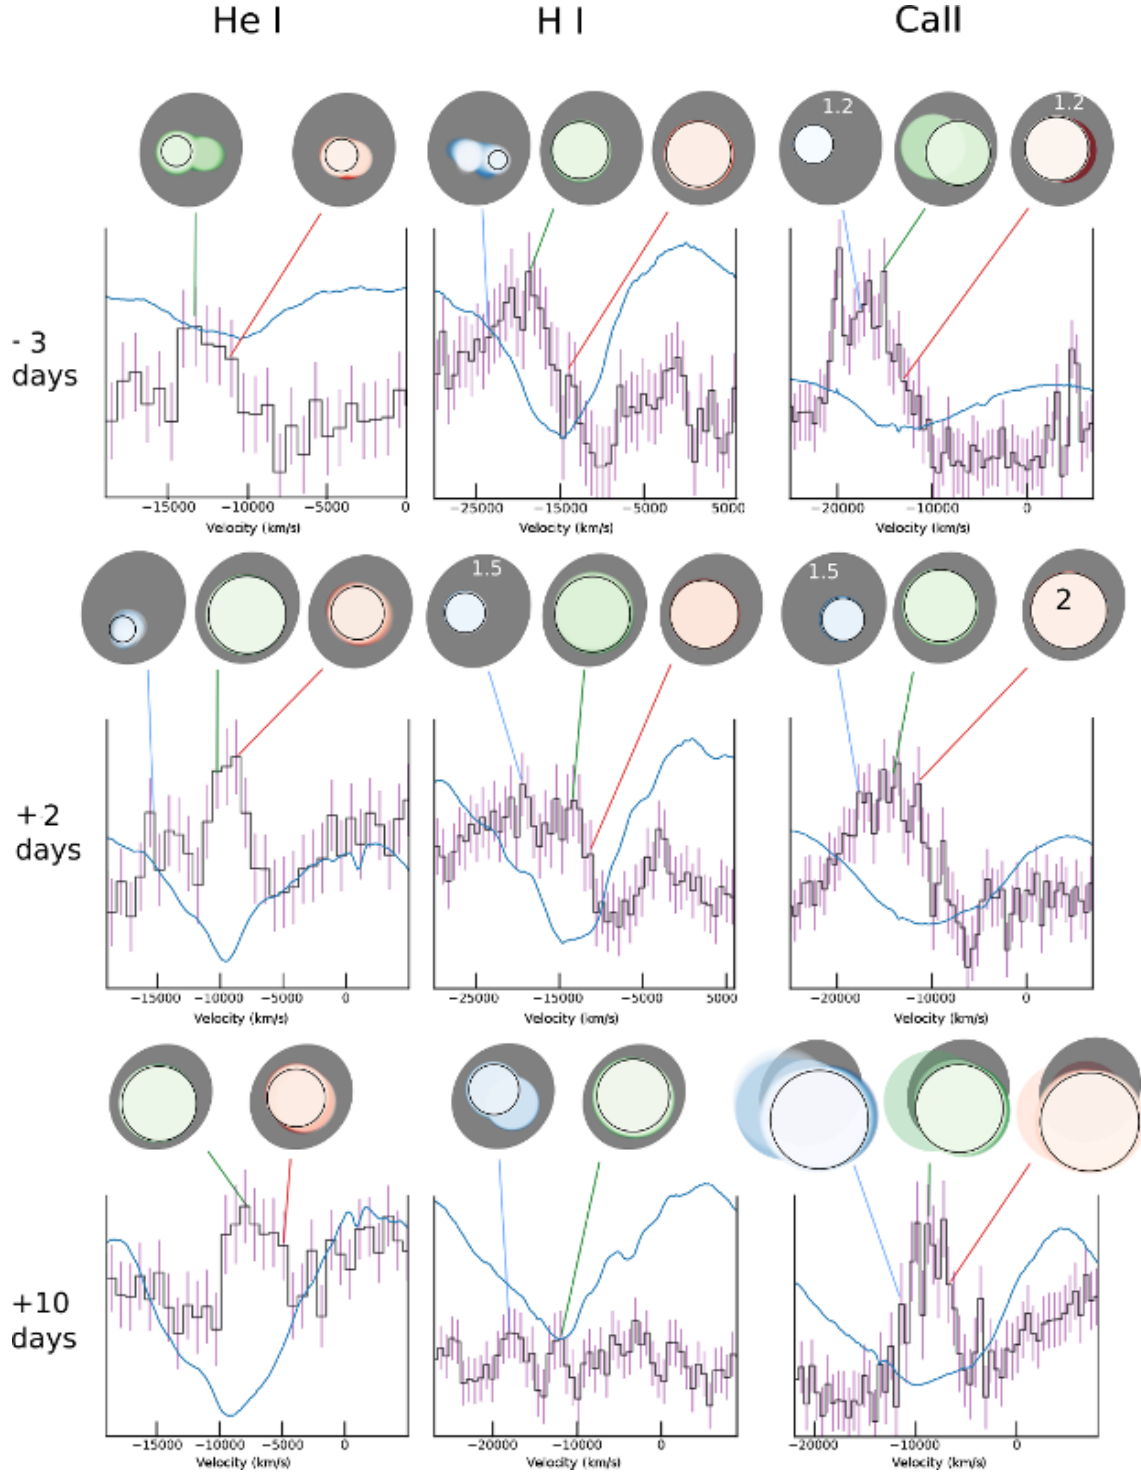 He I H I CaII
1.2 1.2
- 3
days
−15000 −10000 −5000 0 −25000 −15000 −5000 5000 −20000 −10000 0
Velocity (km/s) Velocity (km/s) Velocity (km/s)
1.5 1.5 2
+2
days
−15000 −10000 −5000 0 −25000 −15000 −5000 5000 −20000 −10000 0
Velocity (km/s) Velocity (km/s) Velocity (km/s)
+10
days
−15000 −10000 −5000 0 −20000 −10000 0 −20000 −10000 0
Velocity (km/s) Velocity (km/s) Velocity (km/s)